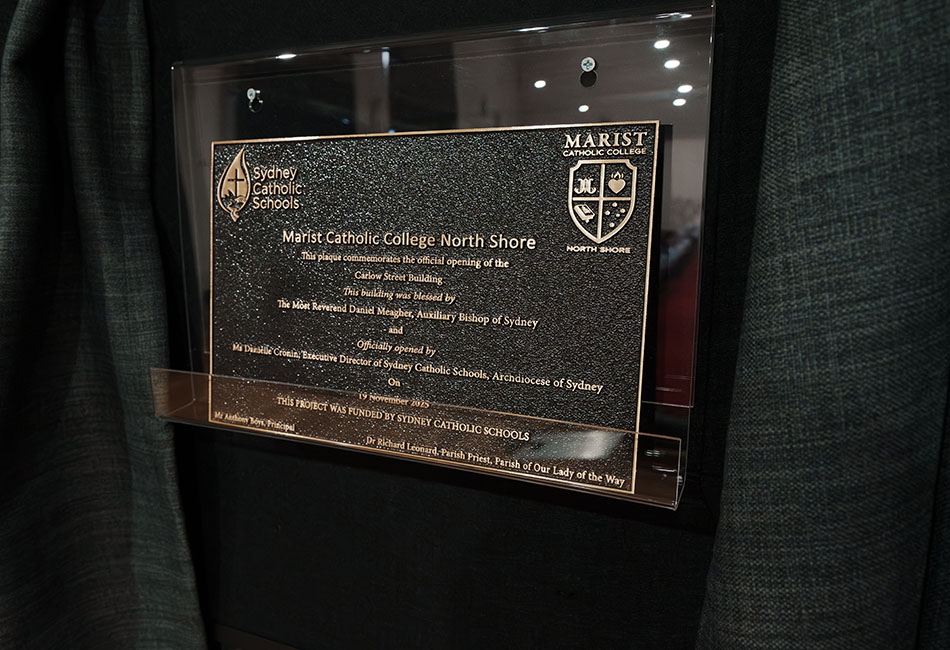 Sydney
Catholic
Schools
MARIST
CATHOLIC COLLEGE
NORTH SHORE
Marist Catholic College North Shore
This plaque commemorates the official opening of the
Carlow Street Building
This building was blessed by
The Most Reverend Daniel Meagher, Auxiliary Bishop of Sydney
and
Officially opened by
Ms Danielle Cronin, Executive Director of Sydney Catholic Schools, Archdiocese of Sydney
On
19 November 2025
THIS PROJECT WAS FUNDED BY SYDNEY CATHOLIC SCHOOLS
Mr Anthony Boys, Principal
Dr Richard Leonard, Parish Priest, Parish of Our Lady of the Way